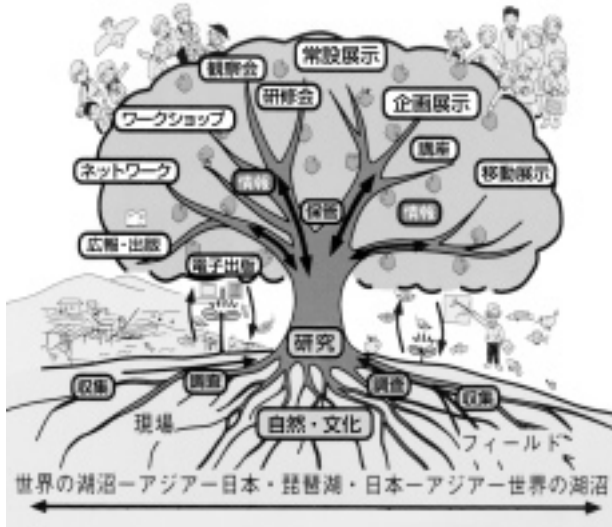 常設展示
観察会
研修会
企画展示
ワークショップ
講座
ネットワーク
情報
保管
情報
移動展示
広報・出版
電子出版
研究
収集
調査
調査
収集
現場
自然・文化
フィールド
世界の湖沼ーアジアー日本・琵琶湖・日本ーアジアー世界の湖沼